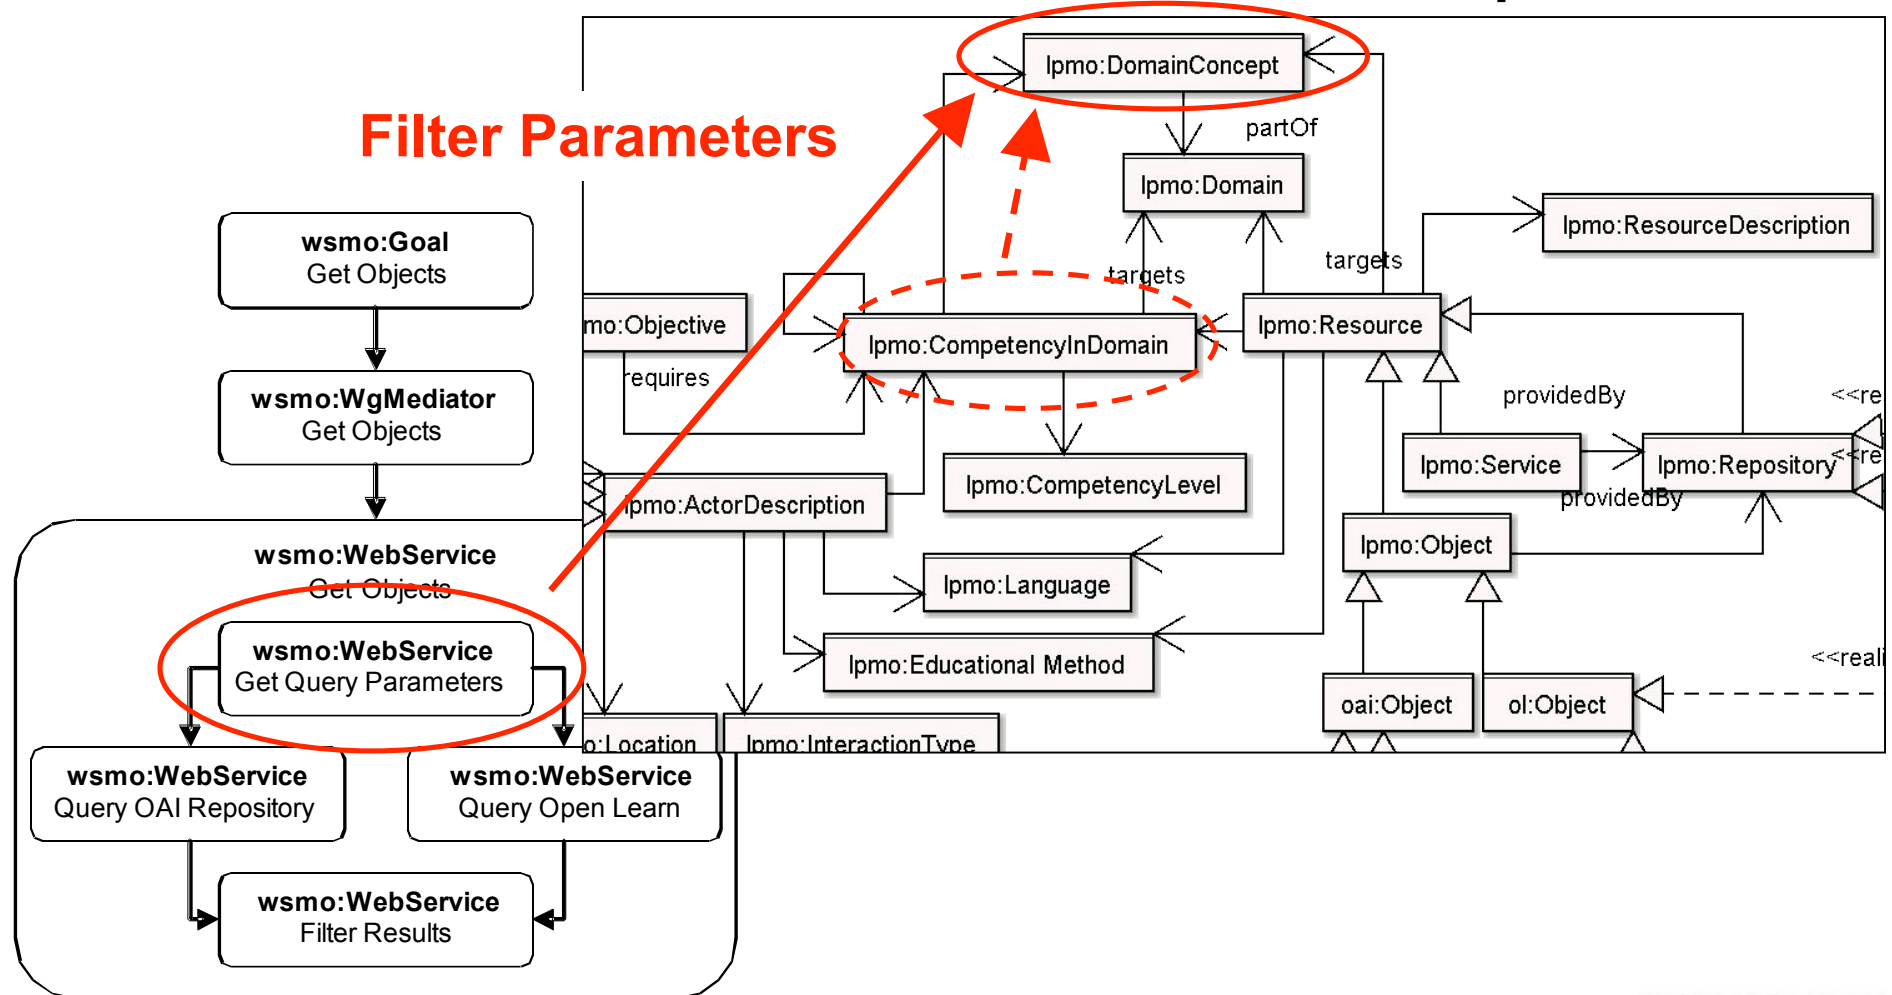 Filter Parameters
wsmo:Goal
Get Objects
wsmo:WgMediator
Get Objects
wsmo:WebService
Get Objects
wsmo:WebService
Get Query Parameters
wsmo:WebService
Query OAI Repository
wsmo:WebService
Query Open Learn
wsmo:WebService
Filter Results
lpmo:DomainConcept
partOf
lpmo:Domain
lpmo:ResourceDescription
targets
targets
mo:Objective
lpmo:CompetencyInDomain
lpmo:Resource
requires
providedBy
<<re
lpmo:CompetencyLevel
lpmo:Service
lpmo:Repository
<<re
providedBy
lpmo:ActorDescription
lpmo:Object
lpmo:Language
lpmo:Educational Method
<<reali
oai:Object
ol:Object
o:Location
lpmo:InteractionType